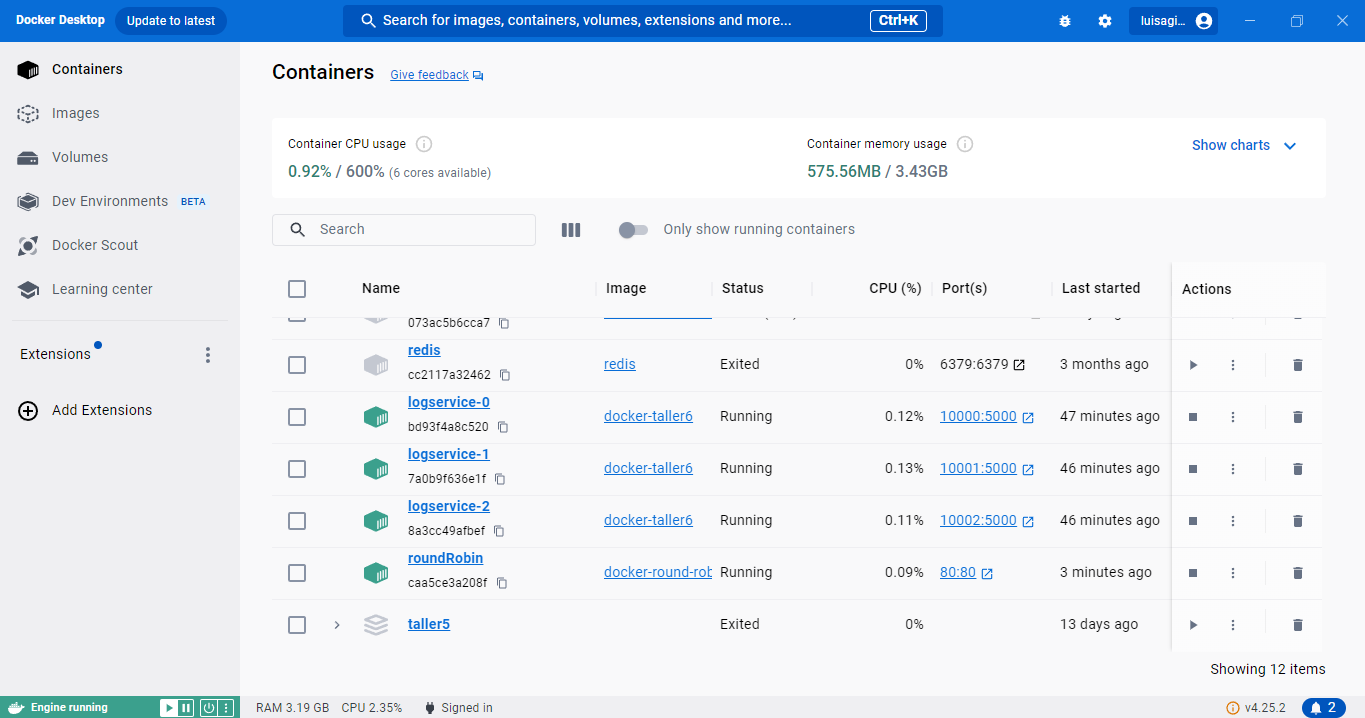 Docker Desktop Update to latest Search for images, containers, volumes, extensions and more... Ctrl+K luisagi...
Containers
Images
Volumes
Dev Environments BETA
Docker Scout
Learning center
Extensions
Add Extensions
Containers Give feedback
Container CPU usage
0.92% / 600% (6 cores available)
Container memory usage
575.56MB / 3.43GB
Show charts
Search Only show running containers
Name Image Status CPU (%) Port(s) Last started Actions
073ac5b6cca7
redis
cc2117a32462
redis Exited 0% 6379:6379 3 months ago
logservice-0
bd93f4a8c520
docker-taller6 Running 0.12% 10000:5000 47 minutes ago
logservice-1
7a0b9f636e1f
docker-taller6 Running 0.13% 10001:5000 46 minutes ago
logservice-2
8a3cc49afbef
docker-taller6 Running 0.11% 10002:5000 46 minutes ago
roundRobin
caa5ce3a208f
docker-round-rob Running 0.09% 80:80 3 minutes ago
taller5 Exited 0% 13 days ago
Showing 12 items
Engine running RAM 3.19 GB CPU 2.35% Signed in v4.25.2 2